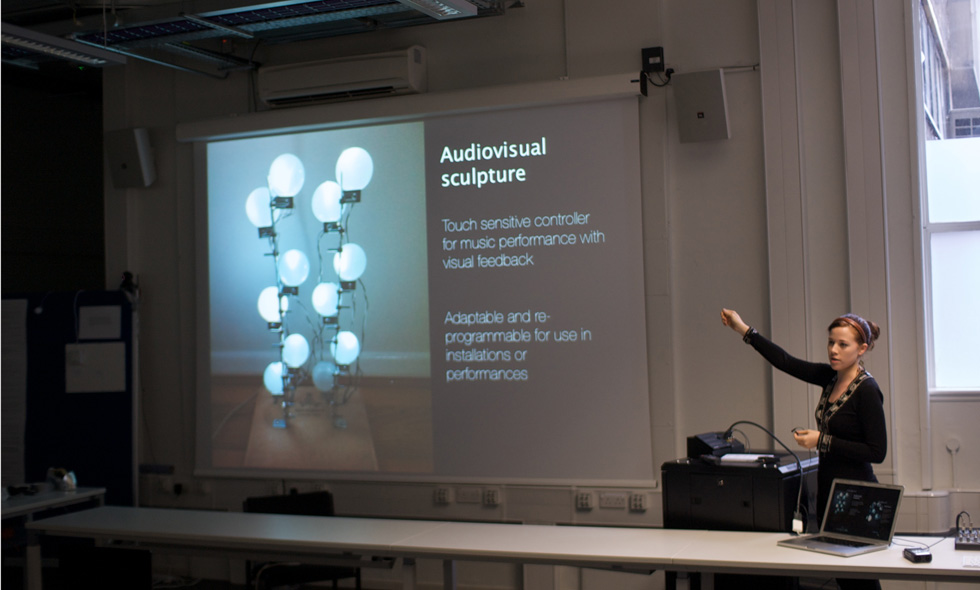 Audiovisual
sculpture
Touch sensitive controller
for music performance with
visual feedback
Adaptable and re-
programmable for use in
installations or
performances